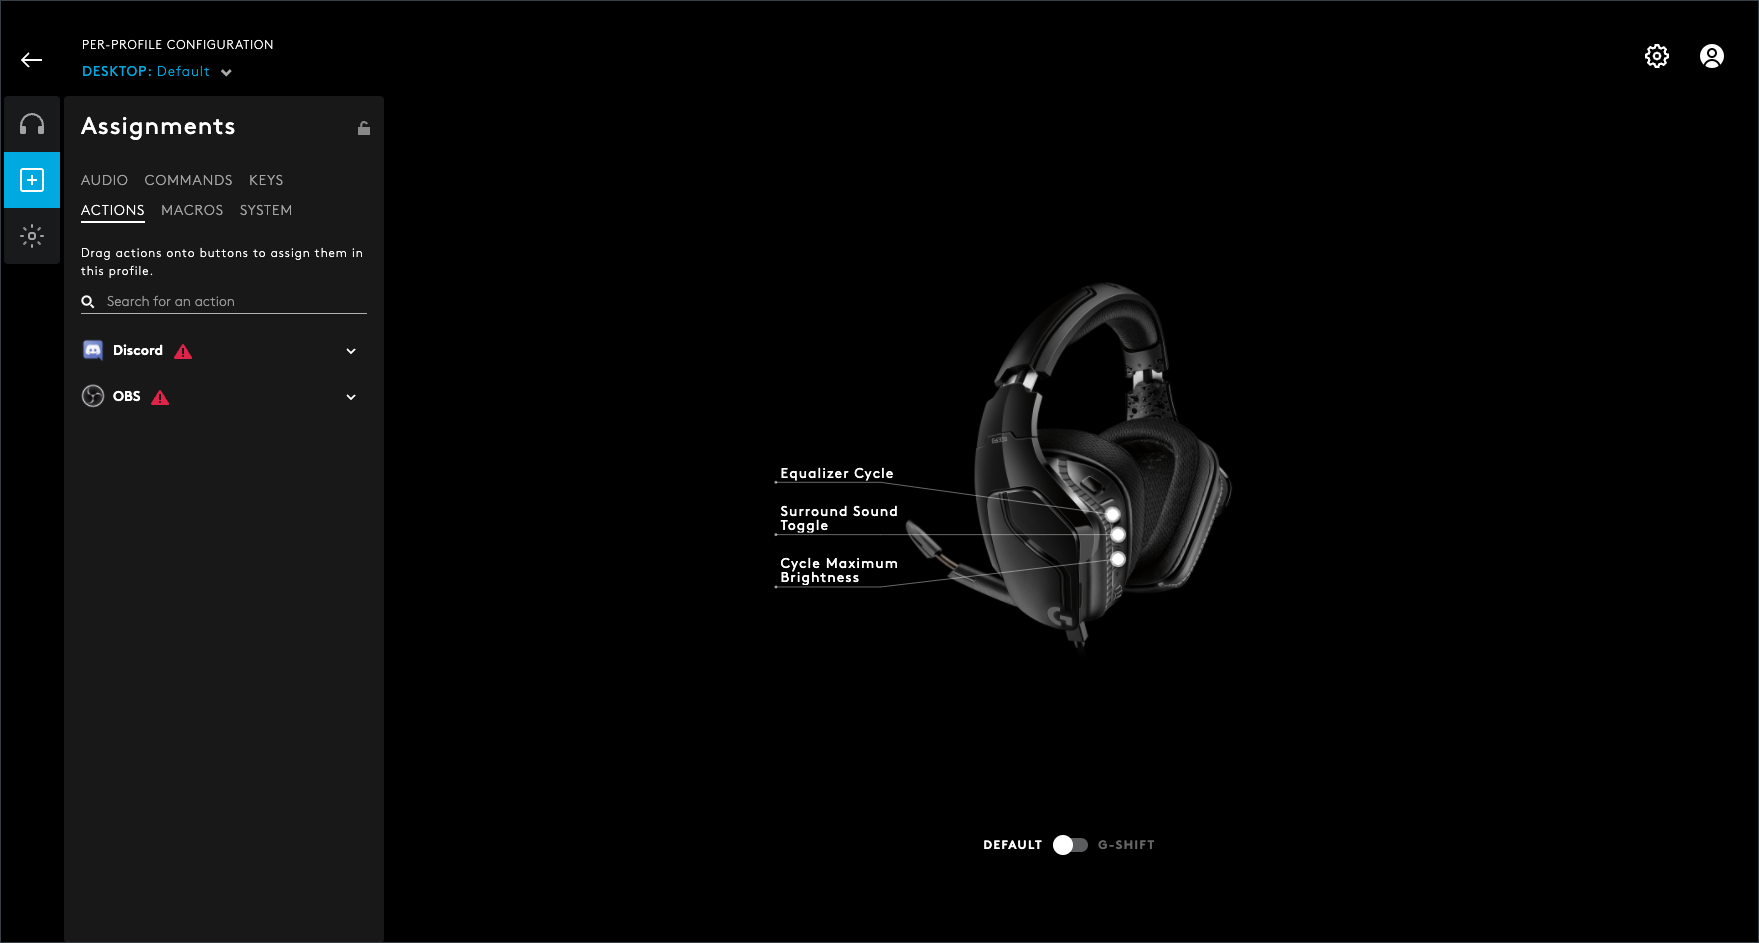 PER-PROFILE CONFIGURATION
DESKTOP: Default
Assignments
AUDIO COMMANDS KEYS
ACTIONS MACROS SYSTEM
Drag actions onto buttons to assign them in
this profile.
Search for an action
Discord
OBS
Equalizer Cycle
Surround Sound
Toggle
Cycle Maximum
Brightness
DEFAULT G-SHIFT